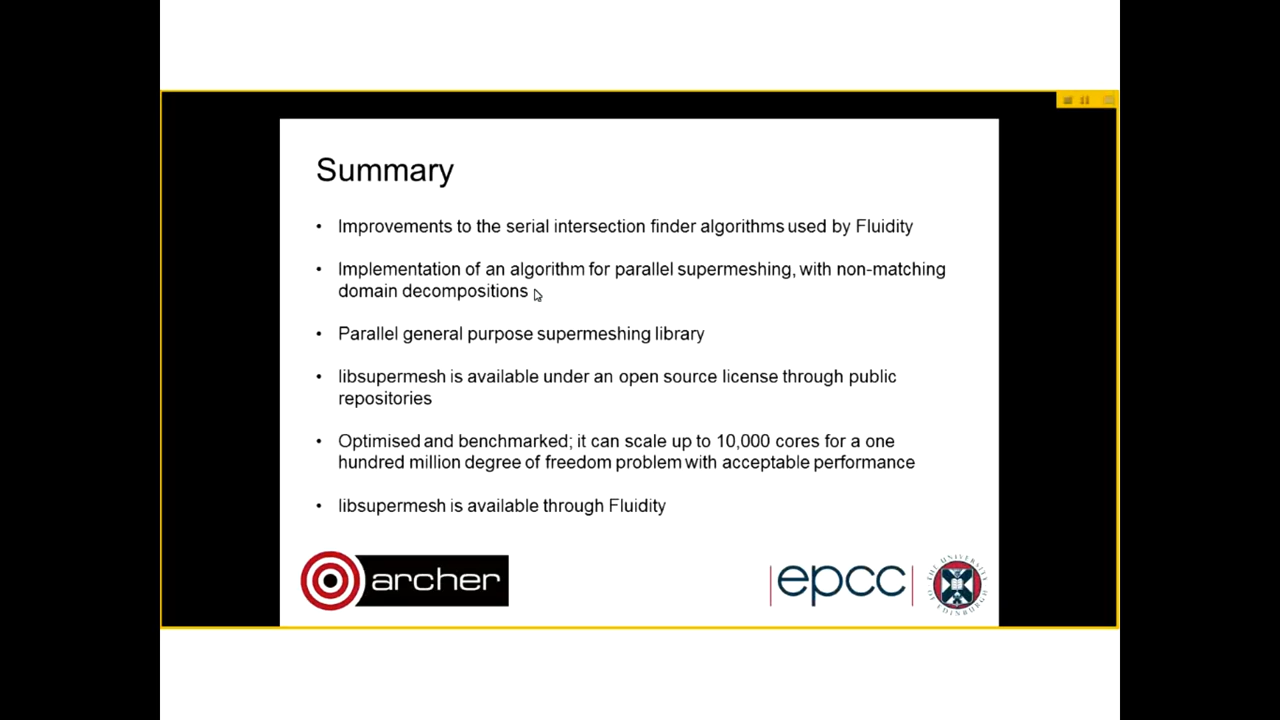 Summary
• Improvements to the serial intersection finder algorithms used by Fluidity
• Implementation of an algorithm for parallel supermeshing, with non-matching
domain decompositions
• Parallel general purpose supermeshing library
• libsupermesh is available under an open source license through public
repositories
• Optimised and benchmarked; it can scale up to 10,000 cores for a one
hundred million degree of freedom problem with acceptable performance
• libsupermesh is available through Fluidity
archer
|epcc|
THE UNIVERSITY OF EDINBURGH